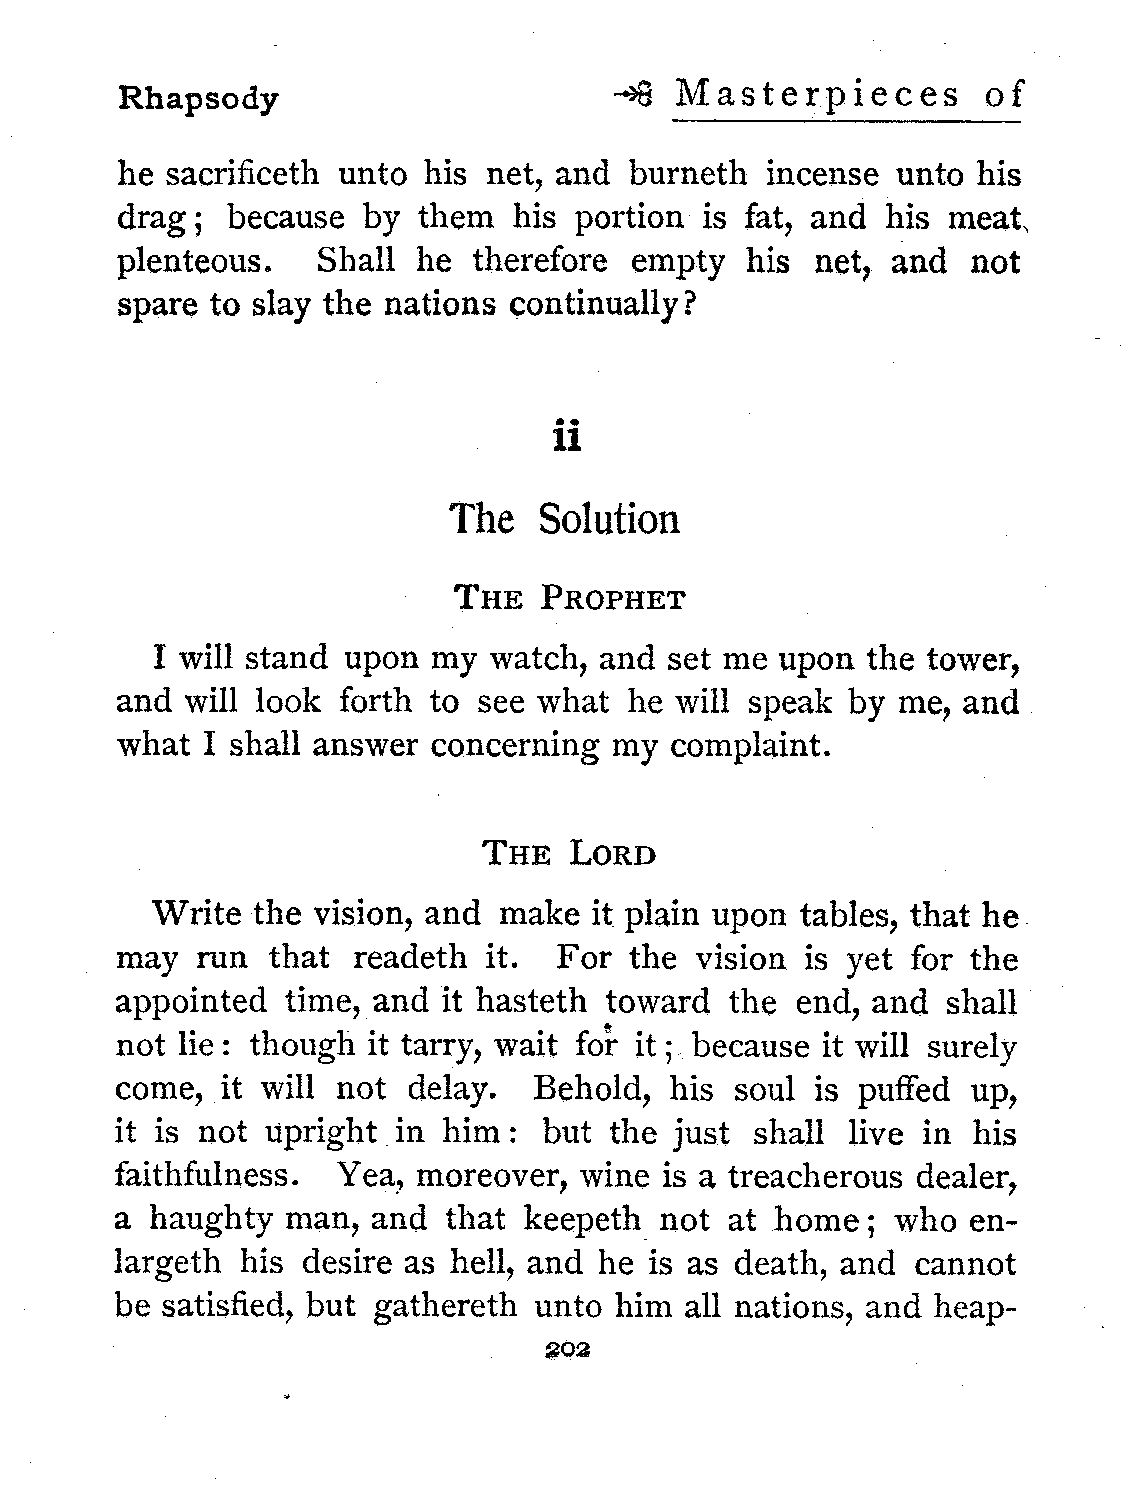 Rhapsody Masterpieces of
he sacrificeth unto his net, and burneth incense unto his
drag; because by them his portion is fat, and his meat
plenteous. Shall he therefore empty his net, and not
spare to slay the nations continually?
ii
The Solution
THE PROPHET
I will stand upon my watch, and set me upon the tower,
and will look forth to see what he will speak by me, and
what I shall answer concerning my complaint.
THE LORD
Write the vision, and make it plain upon tables, that he
may run that readeth it. For the vision is yet for the
appointed time, and it hasteth toward the end, and shall
not lie: though it tarry, wait for it; because it will surely
come, it will not delay. Behold, his soul is puffed up,
it is not upright in him: but the just shall live in his
faithfulness. Yea, moreover, wine is a treacherous dealer,
a haughty man, and that keepeth not at home; who en-
largeth his desire as hell, and he is as death, and cannot
be satisfied, but gathereth unto him all nations, and heap-
202